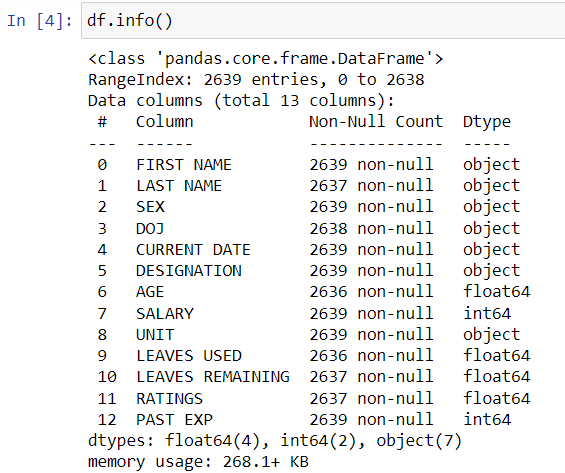 In [4]: df.info()
<class 'pandas.core.frame.DataFrame'>
RangeIndex: 2639 entries, 0 to 2638
Data columns (total 13 columns):
 #   Column            Non-Null Count  Dtype
---  ------            --------------  -----
 0   FIRST NAME        2639 non-null   object
 1   LAST NAME         2637 non-null   object
 2   SEX               2639 non-null   object
 3   DOJ               2638 non-null   object
 4   CURRENT DATE      2639 non-null   object
 5   DESIGNATION       2639 non-null   object
 6   AGE               2636 non-null   float64
 7   SALARY            2639 non-null   int64
 8   UNIT              2639 non-null   object
 9   LEAVES USED       2636 non-null   float64
 10  LEAVES REMAINING  2637 non-null   float64
 11  RATINGS           2637 non-null   float64
 12  PAST EXP          2639 non-null   int64
dtypes: float64(4), int64(2), object(7)
memory usage: 268.1+ KB